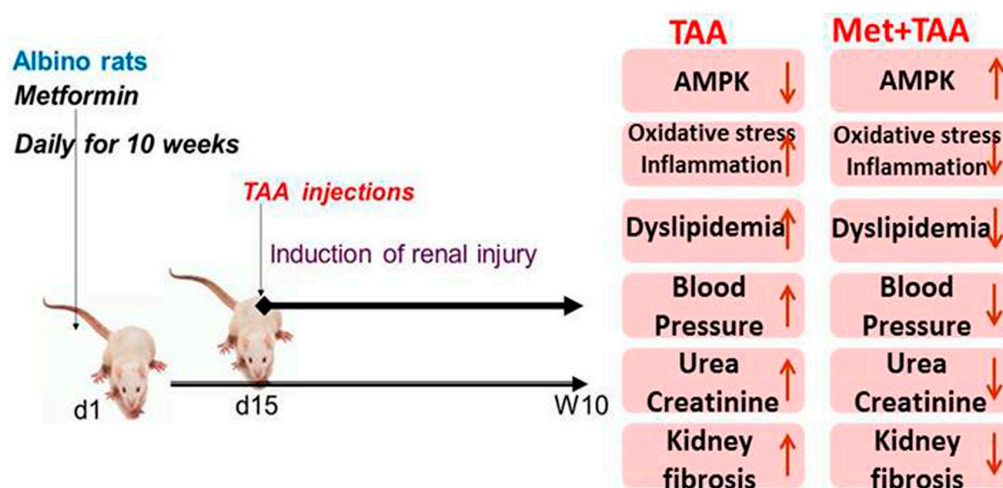 Albino rats
Metformin
Daily for 10 weeks
TAA injections
Induction of renal injury
d1
d15
W10
TAA
AMPK
Oxidative stress
Inflammation
Dyslipidemia
Blood
Pressure
Urea
Creatinine
Kidney
fibrosis
Met+TAA
AMPK
Oxidative stress
Inflammation
Dyslipidemia
Blood
Pressure
Urea
Creatinine
Kidney
fibrosis